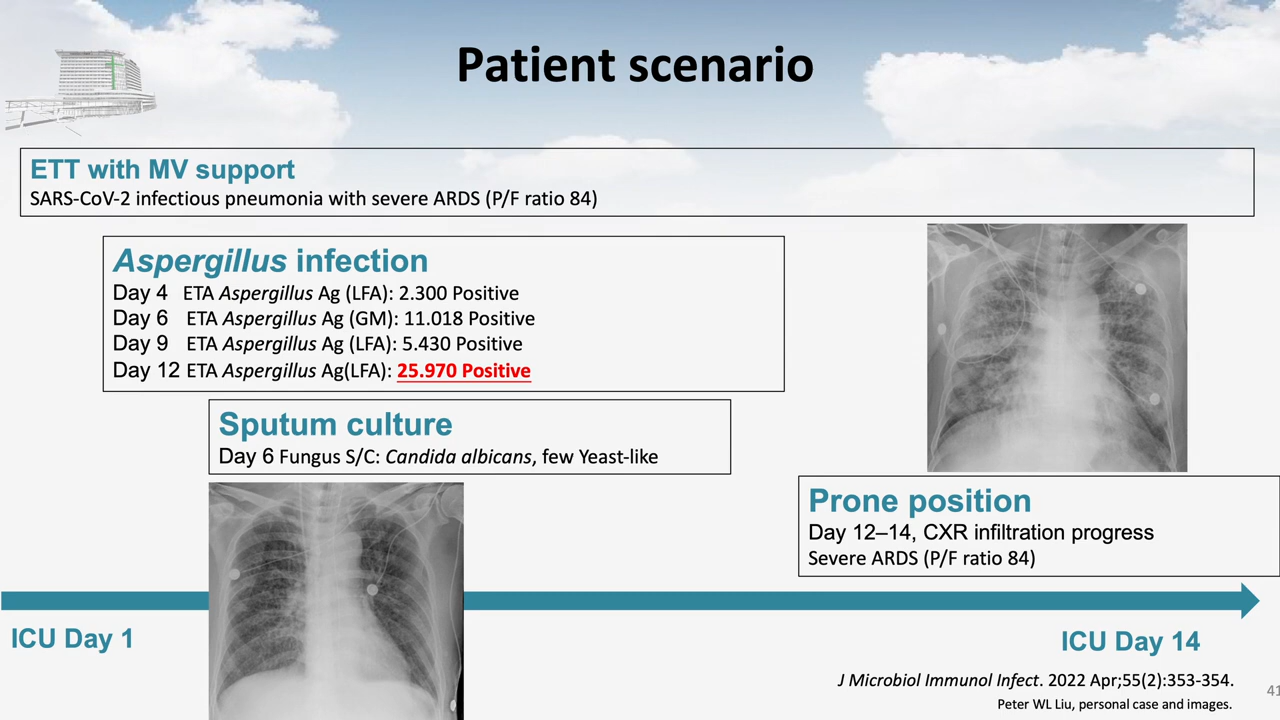 Patient scenario
ETT with MV support
SARS-CoV-2 infectious pneumonia with severe ARDS (P/F ratio 84)
Aspergillus infection
Day 4 ETA Aspergillus Ag (LFA): 2.300 Positive
Day 6 ETA Aspergillus Ag (GM): 11.018 Positive
Day 9 ETA Aspergillus Ag (LFA): 5.430 Positive
Day 12 ETA Aspergillus Ag(LFA): 25.970 Positive
Sputum culture
Day 6 Fungus S/C: Candida albicans, few Yeast-like
Prone position
Day 12–14, CXR infiltration progress
Severe ARDS (P/F ratio 84)
ICU Day 1
ICU Day 14
J Microbiol Immunol Infect. 2022 Apr;55(2):353-354.
Peter WL Liu, personal case and images.
41